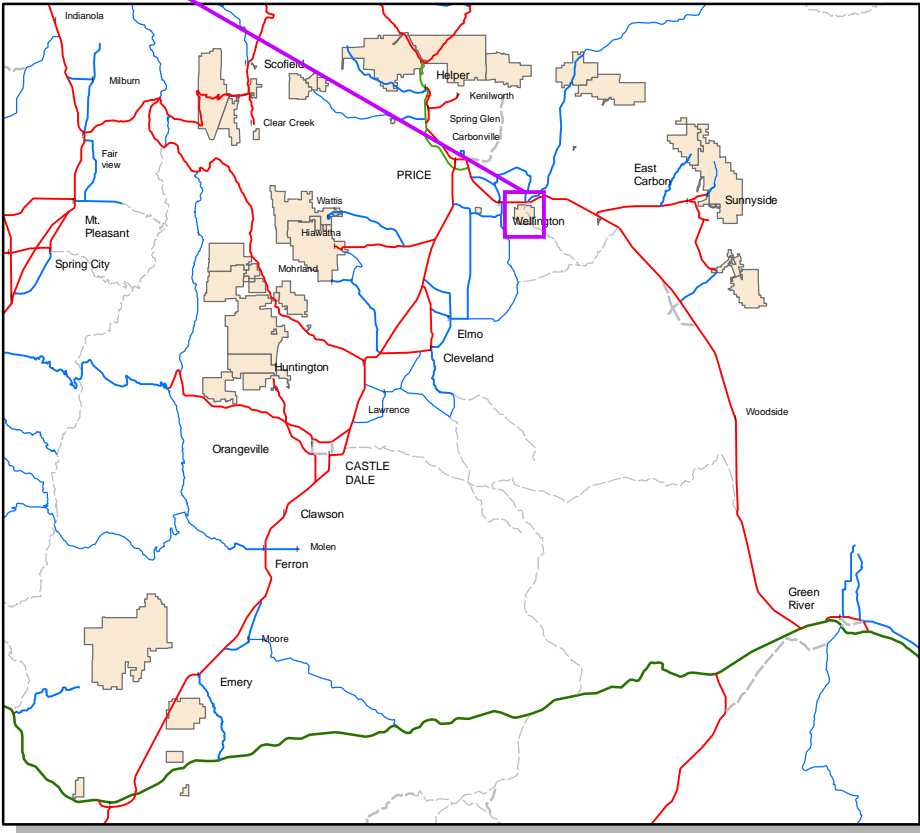 Indianola
Scofield
Milburn
Helper
Kenilworth
Clear Creek
Spring Glen
Carbonville
Fair
view
PRICE
East
Carbon
Sunnyside
Wattis
Mt.
Pleasant
Hiawatha
Wellington
Spring City
Mohrland
Elmo
Cleveland
Huntington
Lawrence
Woodside
Orangeville
CASTLE
DALE
Clawson
Molen
Ferron
Green
River
Moore
Emery